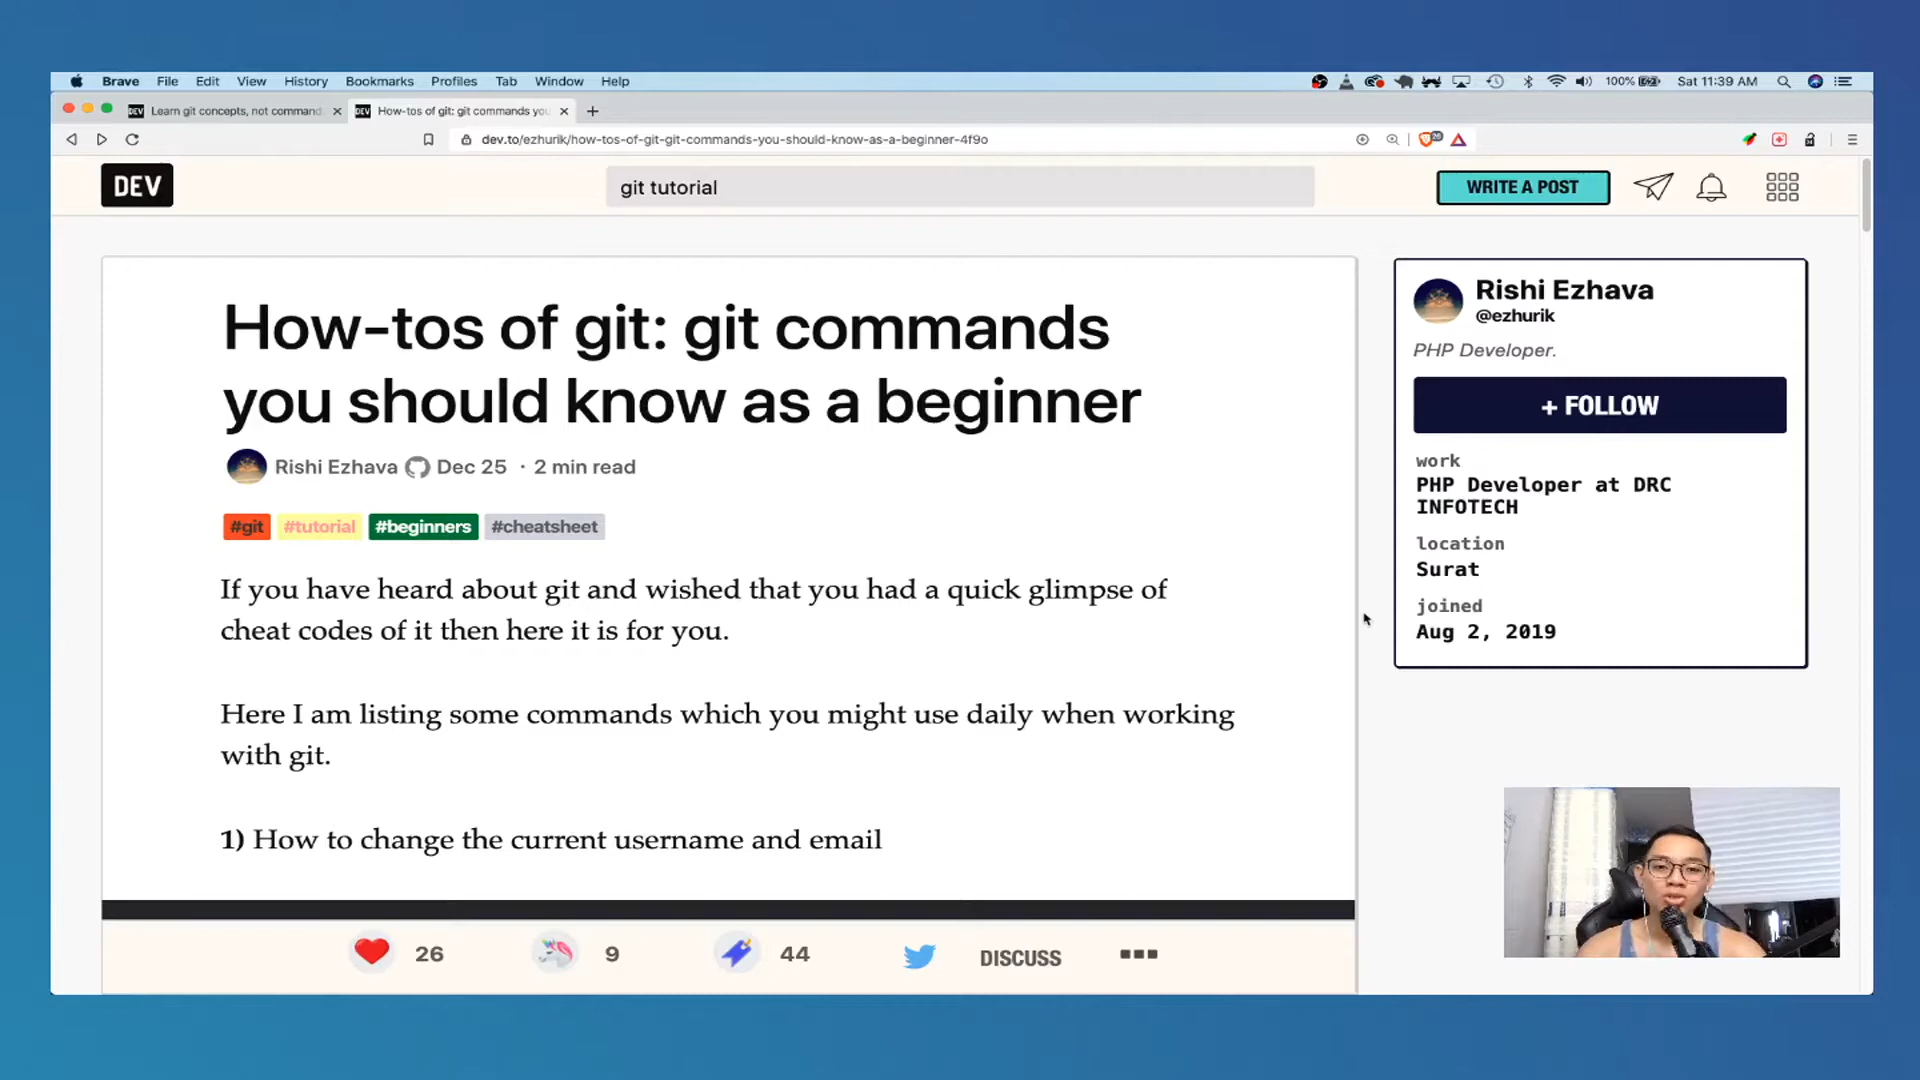 Brave File Edit View History Bookmarks Profiles Tab Window Help
100% Sat 11:39 AM
DEV Learn git concepts, not command
DEV How-tos of git: git commands you
dev.to/ezhurik/how-tos-of-git-git-commands-you-should-know-as-a-beginner-4f9o
DEV
git tutorial
WRITE A POST
How-tos of git: git commands
you should know as a beginner
Rishi Ezhava Dec 25 · 2 min read
#git #tutorial #beginners #cheatsheet
If you have heard about git and wished that you had a quick glimpse of
cheat codes of it then here it is for you.
Here I am listing some commands which you might use daily when working
with git.
1) How to change the current username and email
26 9 44 DISCUSS
Rishi Ezhava
@ezhurik
PHP Developer.
+ FOLLOW
work
PHP Developer at DRC
INFOTECH
location
Surat
joined
Aug 2, 2019